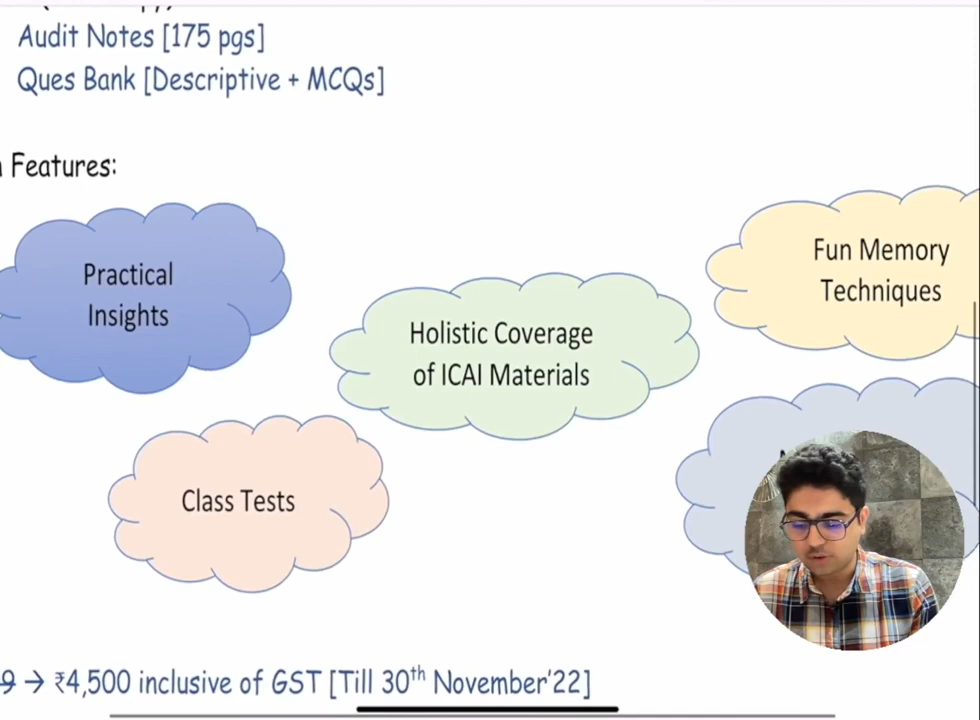 Audit Notes [175 pgs]
Ques Bank [Descriptive + MCQs]
Features:
Practical
Insights
Holistic Coverage
of ICAI Materials
Fun Memory
Techniques
Class Tests
9 → ₹4,500 inclusive of GST [Till 30th November'22]